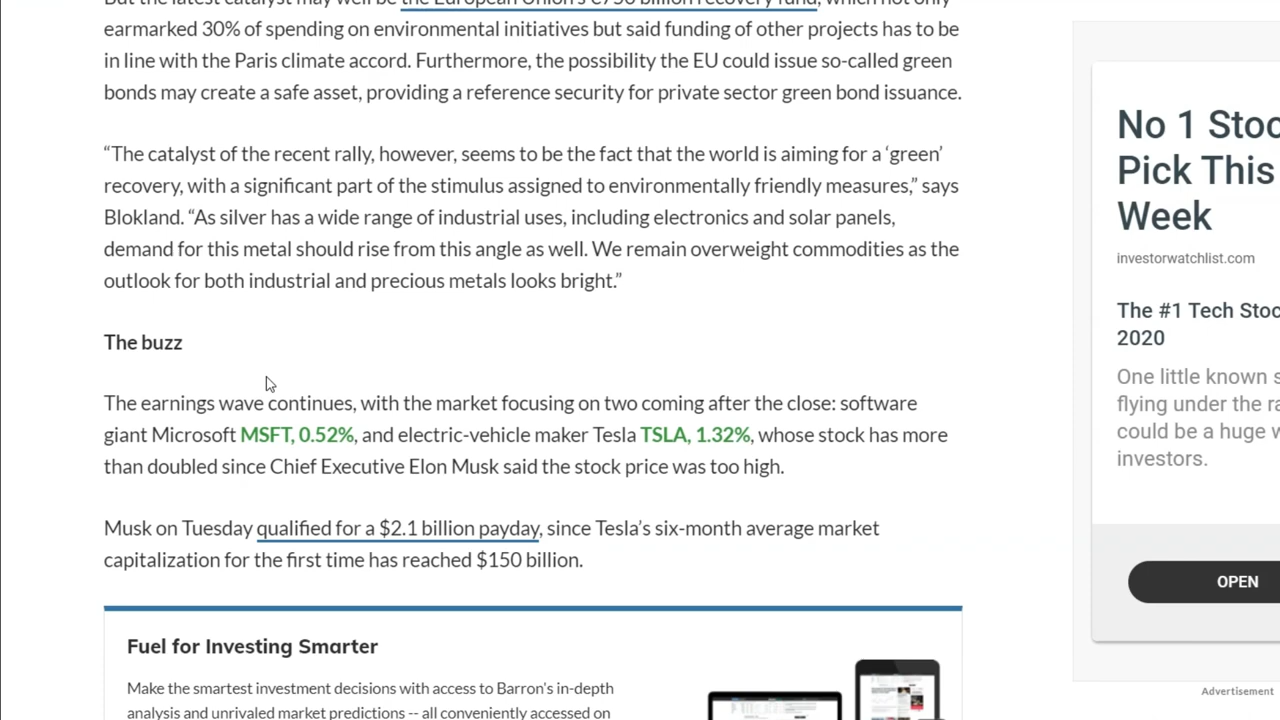 But the latest catalyst may well be the European Union's €750 billion recovery fund, which not only
earmarked 30% of spending on environmental initiatives but said funding of other projects has to be
in line with the Paris climate accord. Furthermore, the possibility the EU could issue so-called green
bonds may create a safe asset, providing a reference security for private sector green bond issuance.
“The catalyst of the recent rally, however, seems to be the fact that the world is aiming for a ‘green’
recovery, with a significant part of the stimulus assigned to environmentally friendly measures,” says
Blokland. “As silver has a wide range of industrial uses, including electronics and solar panels,
demand for this metal should rise from this angle as well. We remain overweight commodities as the
outlook for both industrial and precious metals looks bright.”
The buzz
The earnings wave continues, with the market focusing on two coming after the close: software
giant Microsoft MSFT, 0.52%, and electric-vehicle maker Tesla TSLA, 1.32%, whose stock has more
than doubled since Chief Executive Elon Musk said the stock price was too high.
Musk on Tuesday qualified for a $2.1 billion payday, since Tesla’s six-month average market
capitalization for the first time has reached $150 billion.
Fuel for Investing Smarter
Make the smartest investment decisions with access to Barron's in-depth
analysis and unrivaled market predictions -- all conveniently accessed on
No 1 Stoc
Pick This
Week
investorwatchlist.com
The #1 Tech Stoc
2020
One little known s
flying under the ra
could be a huge w
investors.
OPEN
Advertisement